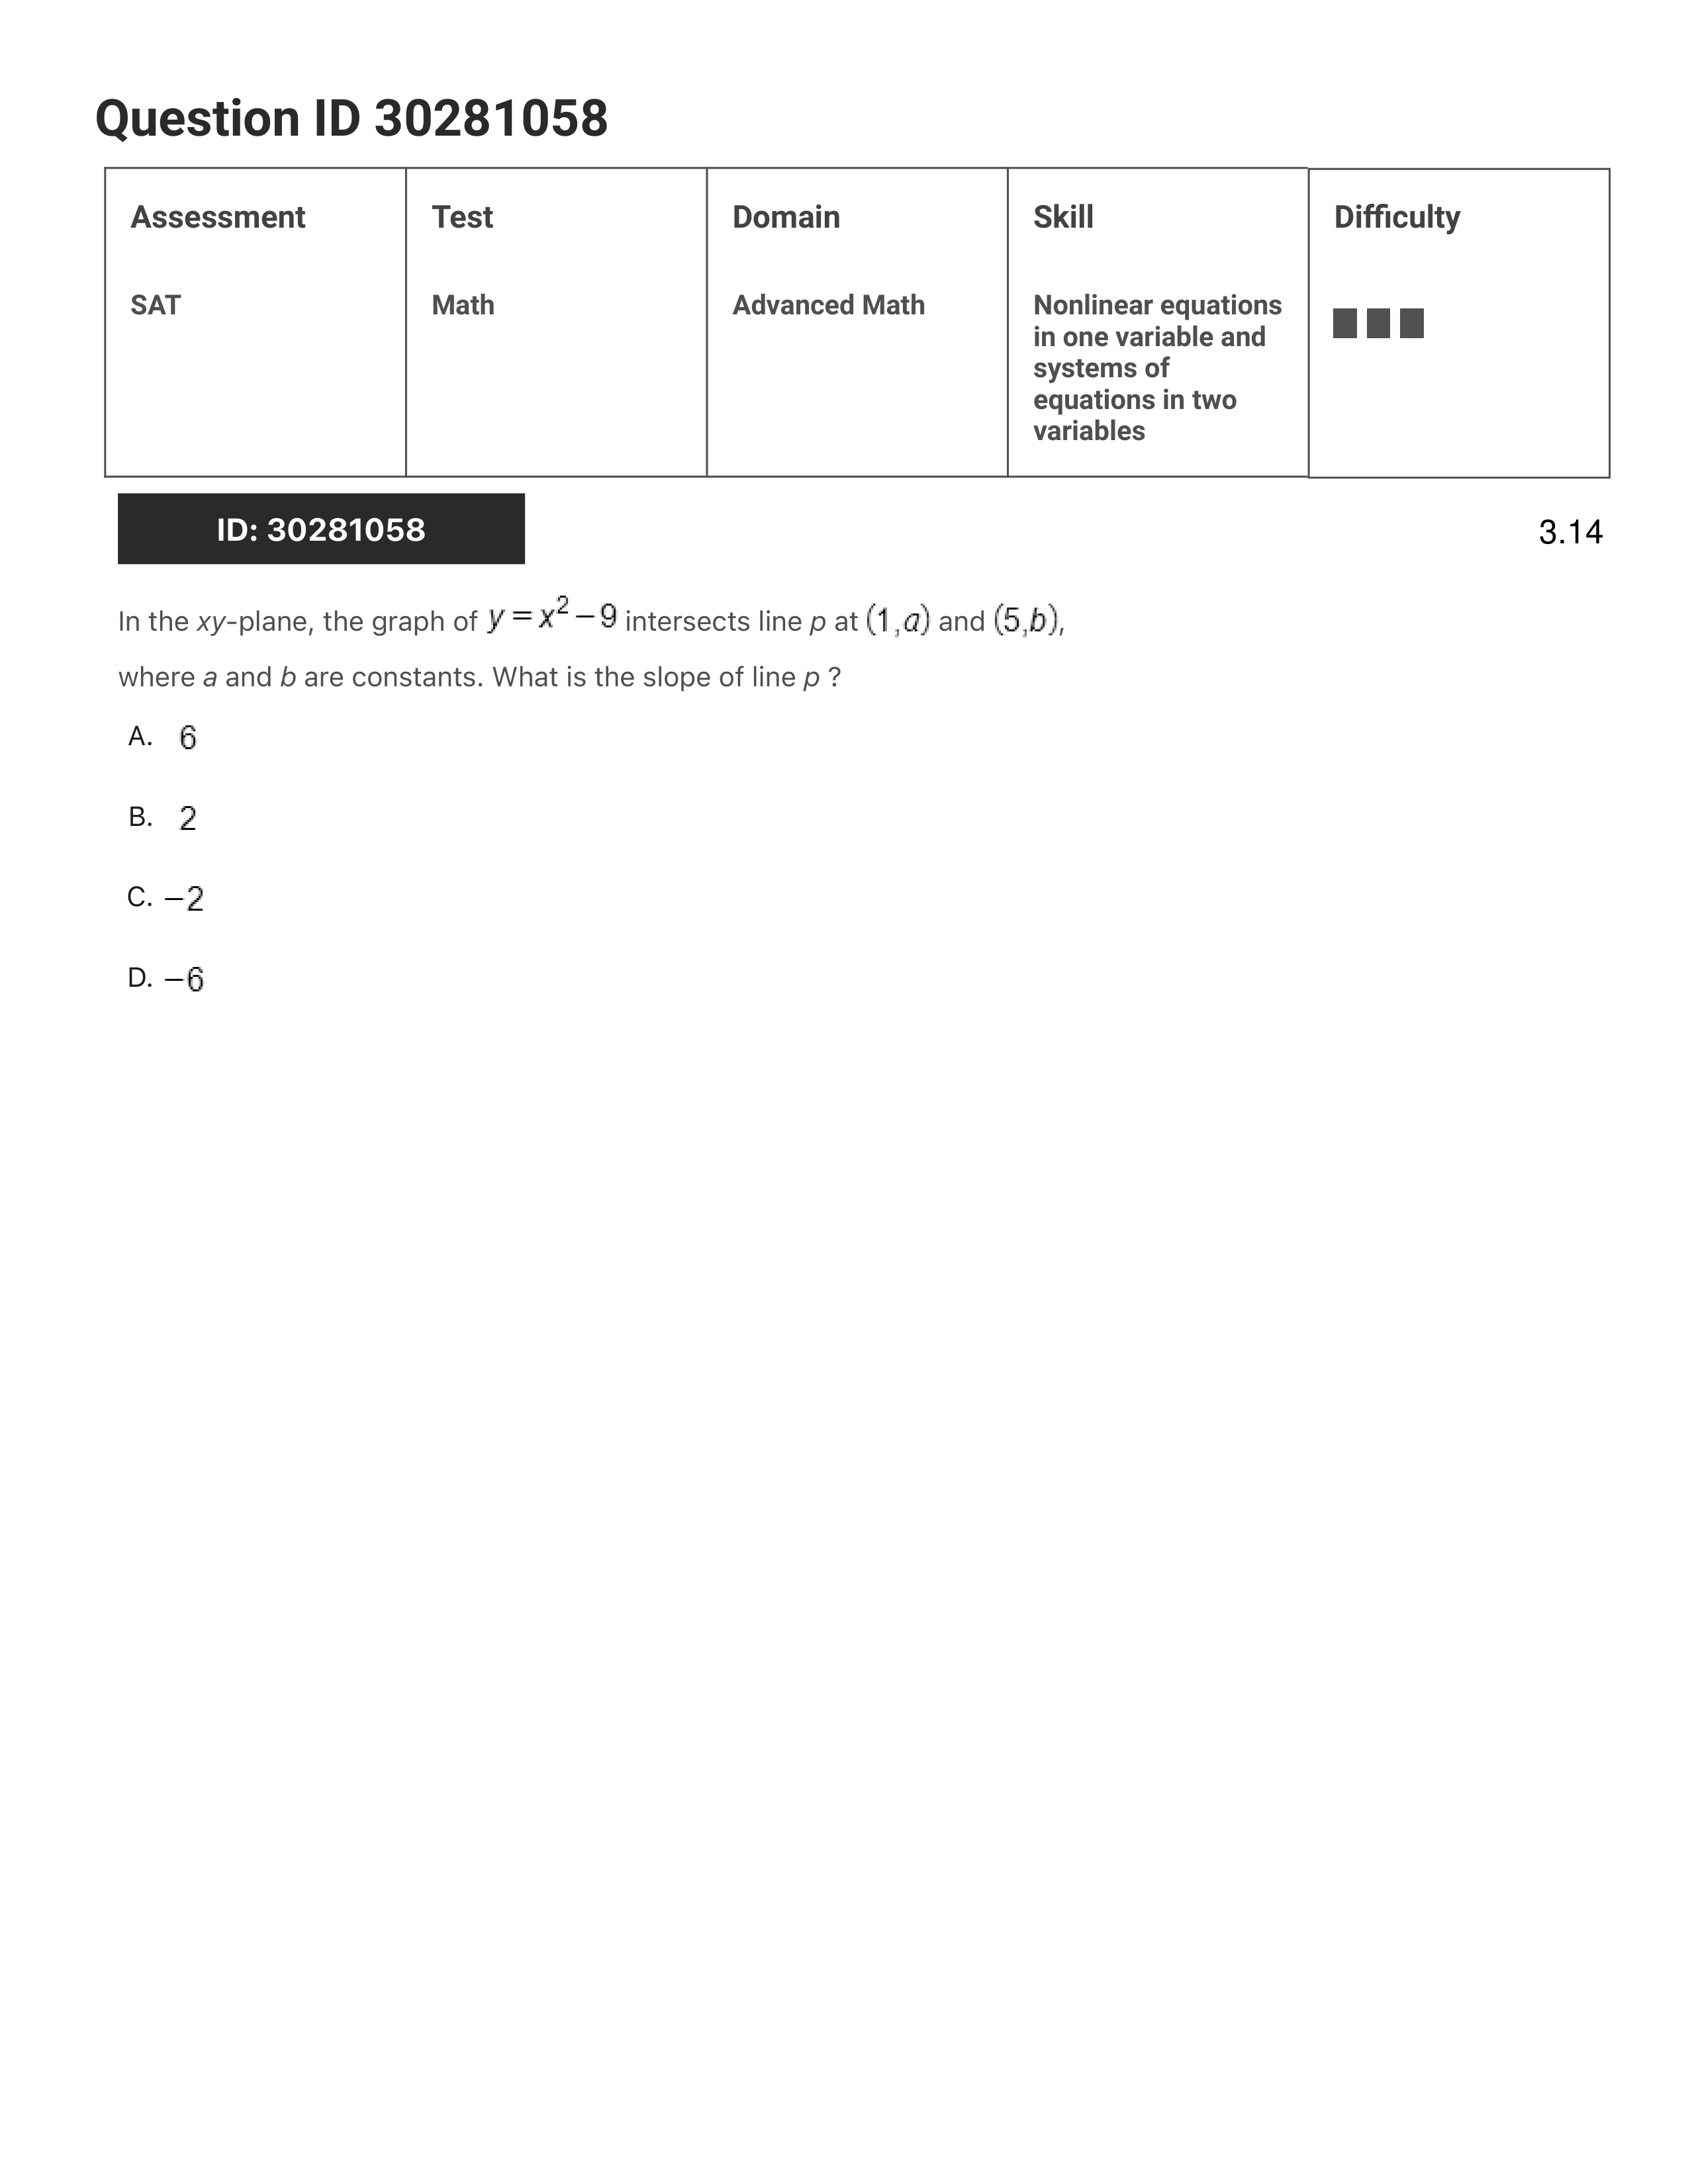 Question ID 30281058
Assessment
Test
Domain
Skill
Difficulty
SAT
Math
Advanced Math
Nonlinear equations
in one variable and
systems of
equations in two
variables
ID: 30281058
3.14
In the xy-plane, the graph of y = x² − 9 intersects line p at (1,a) and (5,b),
where a and b are constants. What is the slope of line p ?
A. 6
B. 2
C. −2
D. −6